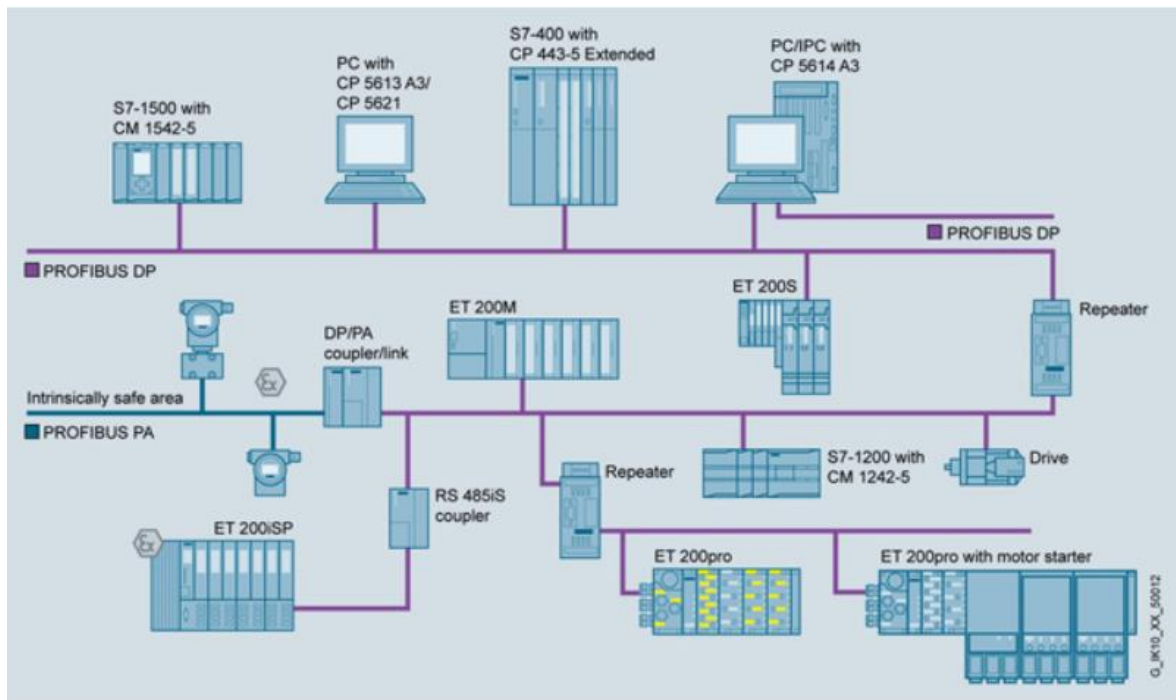 S7-400 with
CP 443-5 Extended
PC/IPC with
CP 5614 A3
PC with
CP 5613 A3/
CP 5621
S7-1500 with
CM 1542-5
PROFIBUS DP
PROFIBUS DP
ET 200S
ET 200M
Repeater
DP/PA
coupler/link
Ex
Intrinsically safe area
PROFIBUS PA
S7-1200 with
CM 1242-5
Drive
Repeater
RS 485iS
coupler
ET 200iSP
Ex
ET 200pro
ET 200pro with motor starter
G_IK10_XX_50012